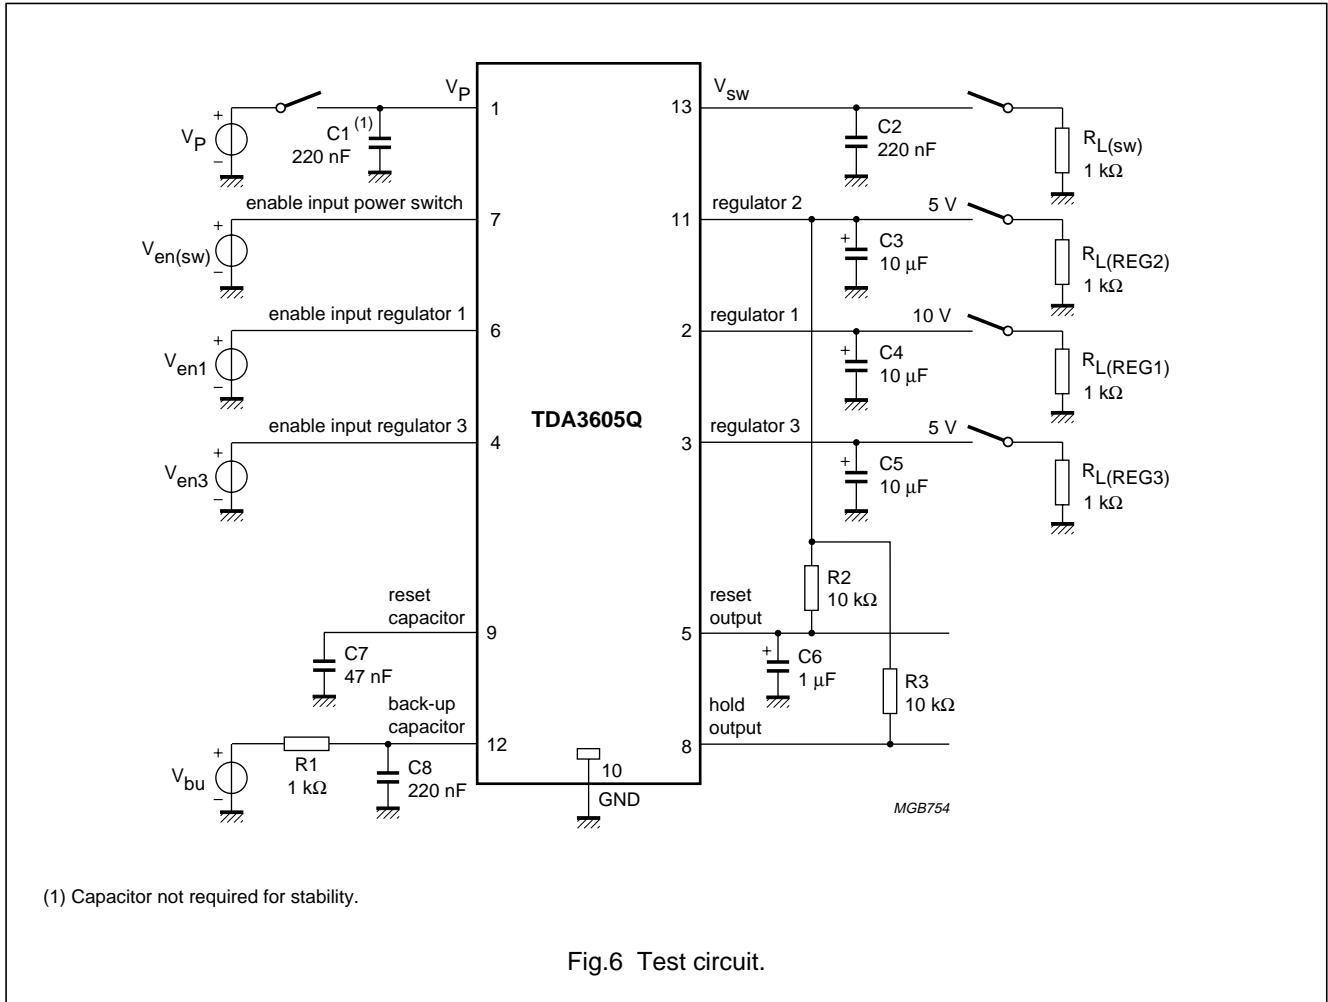 V_P
1
13
V_sw
+
V_P
−
C1 (1)
220 nF
C2
220 nF
R_L(sw)
1 kΩ
enable input power switch
7
11
regulator 2
5 V
+
V_en(sw)
−
+
C3
10 µF
R_L(REG2)
1 kΩ
enable input regulator 1
6
2
regulator 1
10 V
+
V_en1
−
+
C4
10 µF
R_L(REG1)
1 kΩ
TDA3605Q
enable input regulator 3
4
3
regulator 3
5 V
+
V_en3
−
+
C5
10 µF
R_L(REG3)
1 kΩ
R2
10 kΩ
reset
capacitor
9
reset
output
5
C7
47 nF
+
C6
1 µF
R3
10 kΩ
back-up
capacitor
12
hold
output
8
+
V_bu
−
R1
1 kΩ
C8
220 nF
10
GND
MGB754
(1) Capacitor not required for stability.
Fig.6 Test circuit.